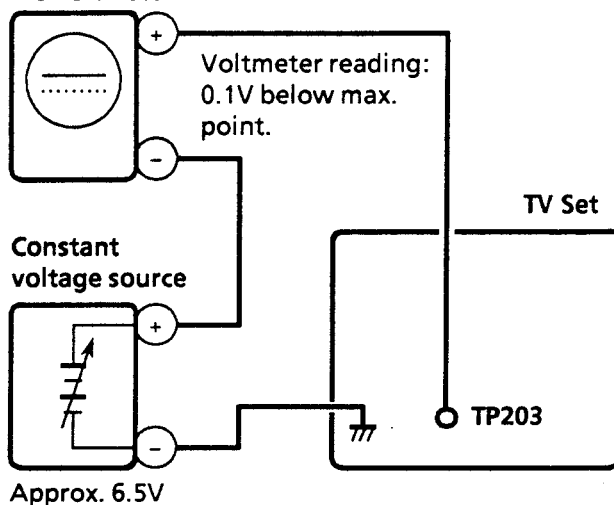 +
Voltmeter reading:
0.1V below max.
point.
−
TV Set
Constant
voltage source
+
TP203
−
Approx. 6.5V